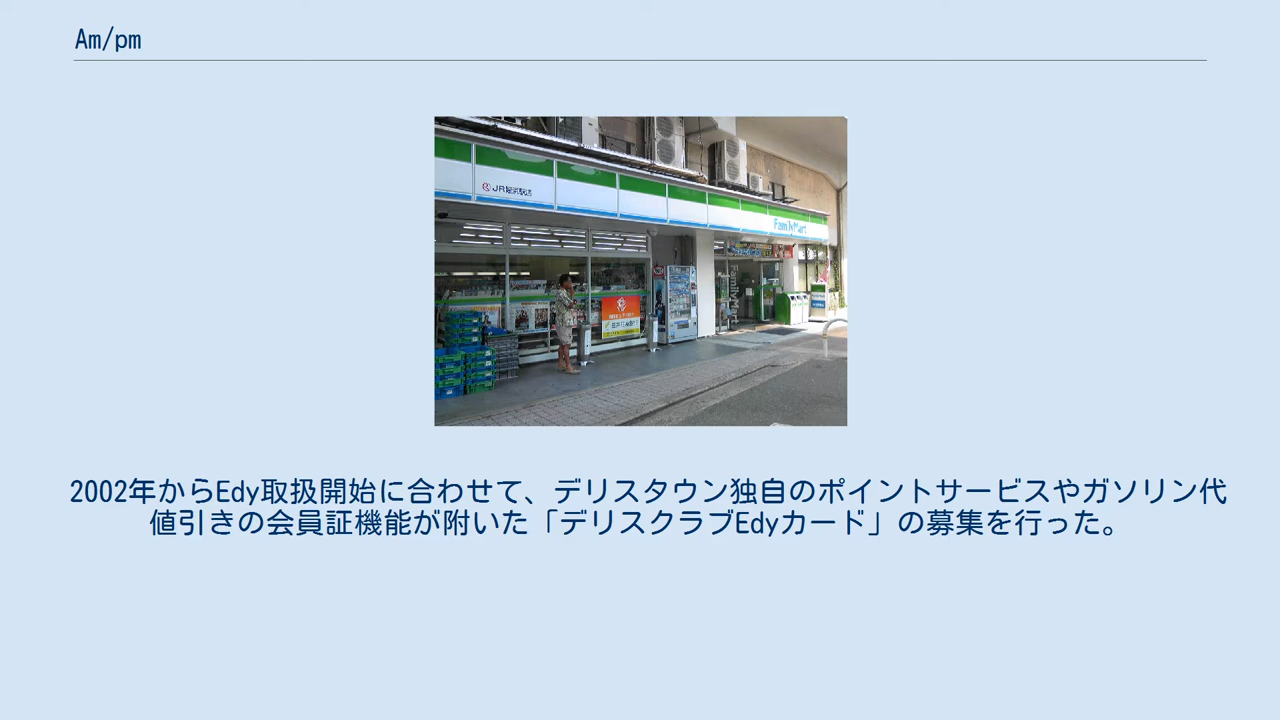 Am/pm
FamilyMart
FamilyMart
2002年からEdy取扱開始に合わせて、デリスタウン独自のポイントサービスやガソリン代
値引きの会員証機能が附いた「デリスクラブEdyカード」の募集を行った。